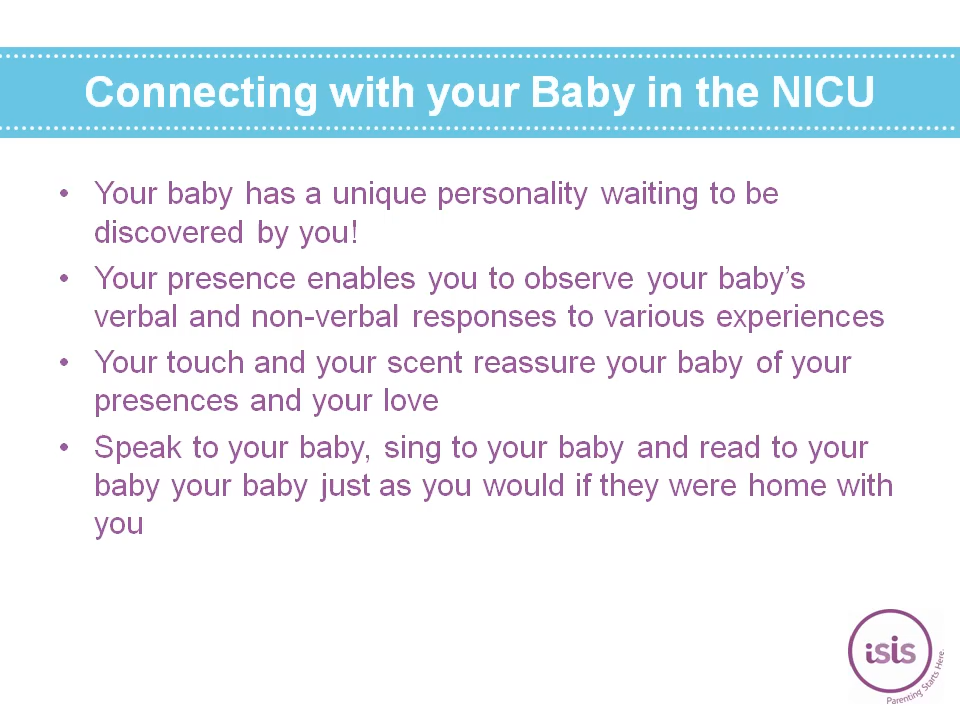 Connecting with your Baby in the NICU
• Your baby has a unique personality waiting to be
discovered by you!
• Your presence enables you to observe your baby’s
verbal and non-verbal responses to various experiences
• Your touch and your scent reassure your baby of your
presences and your love
• Speak to your baby, sing to your baby and read to your
baby your baby just as you would if they were home with
you
isis
Parenting Starts Here.